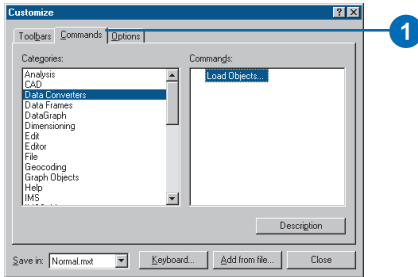 Customize
1
Toolbars Commands Options
Categories: Commands:
Analysis
CAD
Data Converters
Data Frames
DataGraph
Dimensioning
Edit
Editor
File
Geocoding
Graph Objects
Help
IMS
Load Objects...
Description
Save in: Normal.mxt Keyboard... Add from file... Close